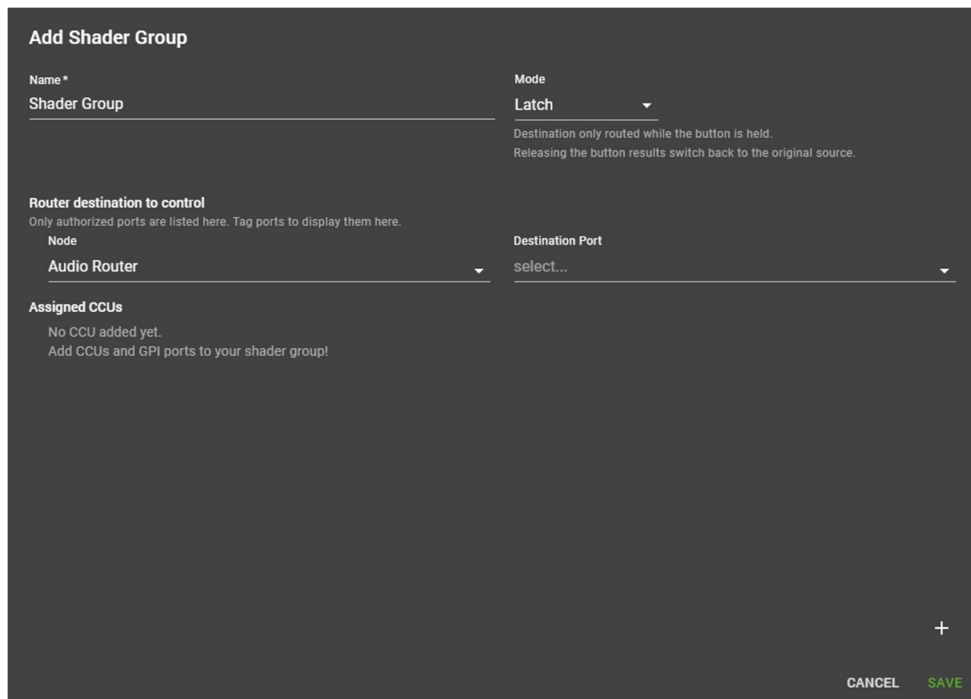 Add Shader Group
Name*
Shader Group
Mode
Latch
Destination only routed while the button is held.
Releasing the button results switch back to the original source.
Router destination to control
Only authorized ports are listed here. Tag ports to display them here.
Node
Audio Router
Destination Port
select...
Assigned CCUs
No CCU added yet.
Add CCUs and GPI ports to your shader group!
+
CANCEL SAVE